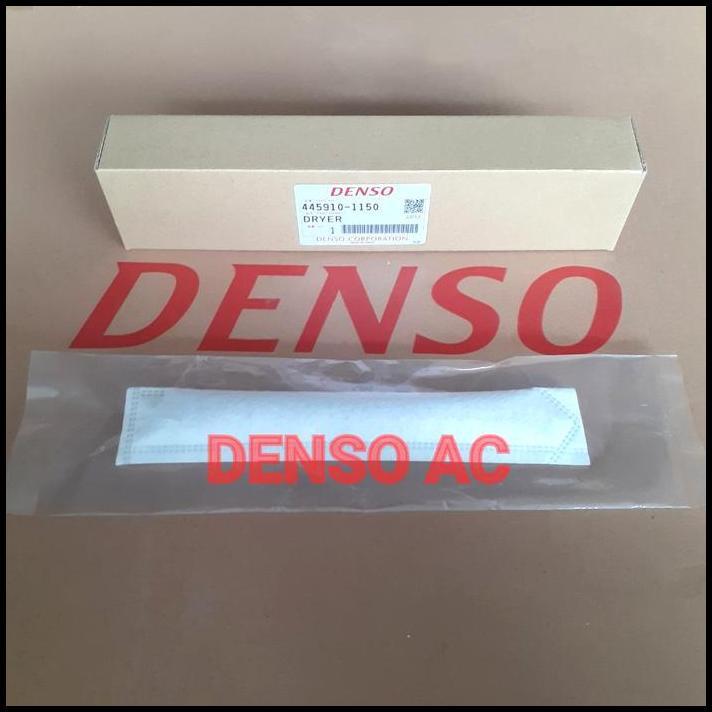 DENSO
445910-1150
DRYER
1
DENSO CORPORATION
DENSO
DENSO AC